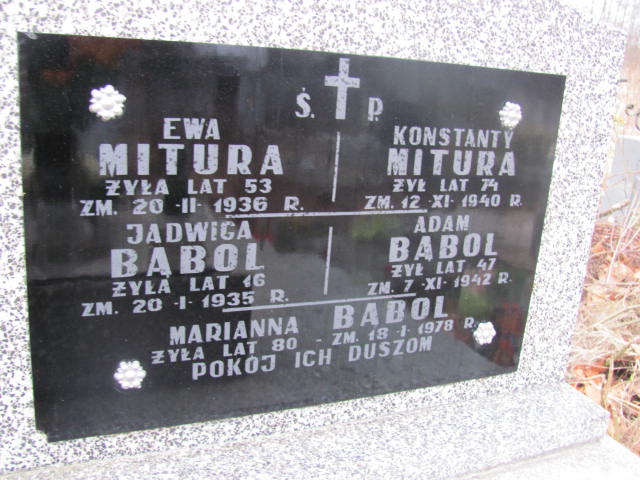 Ś. P.
EWA
MITURA
ŻYŁA LAT 53
ZM. 20-II-1936 R.
KONSTANTY
MITURA
ŻYŁ LAT 74
ZM. 12-XI-1940 R.
JADWIGA
BĄBOL
ŻYŁA LAT 16
ZM. 20-I-1935 R.
ADAM
BĄBOL
ŻYŁ LAT 47
ZM. 7-XI-1942 R.
MARIANNA BĄBOL
ŻYŁA LAT 80 - ZM. 18-I-1978 R.
POKÓJ ICH DUSZOM